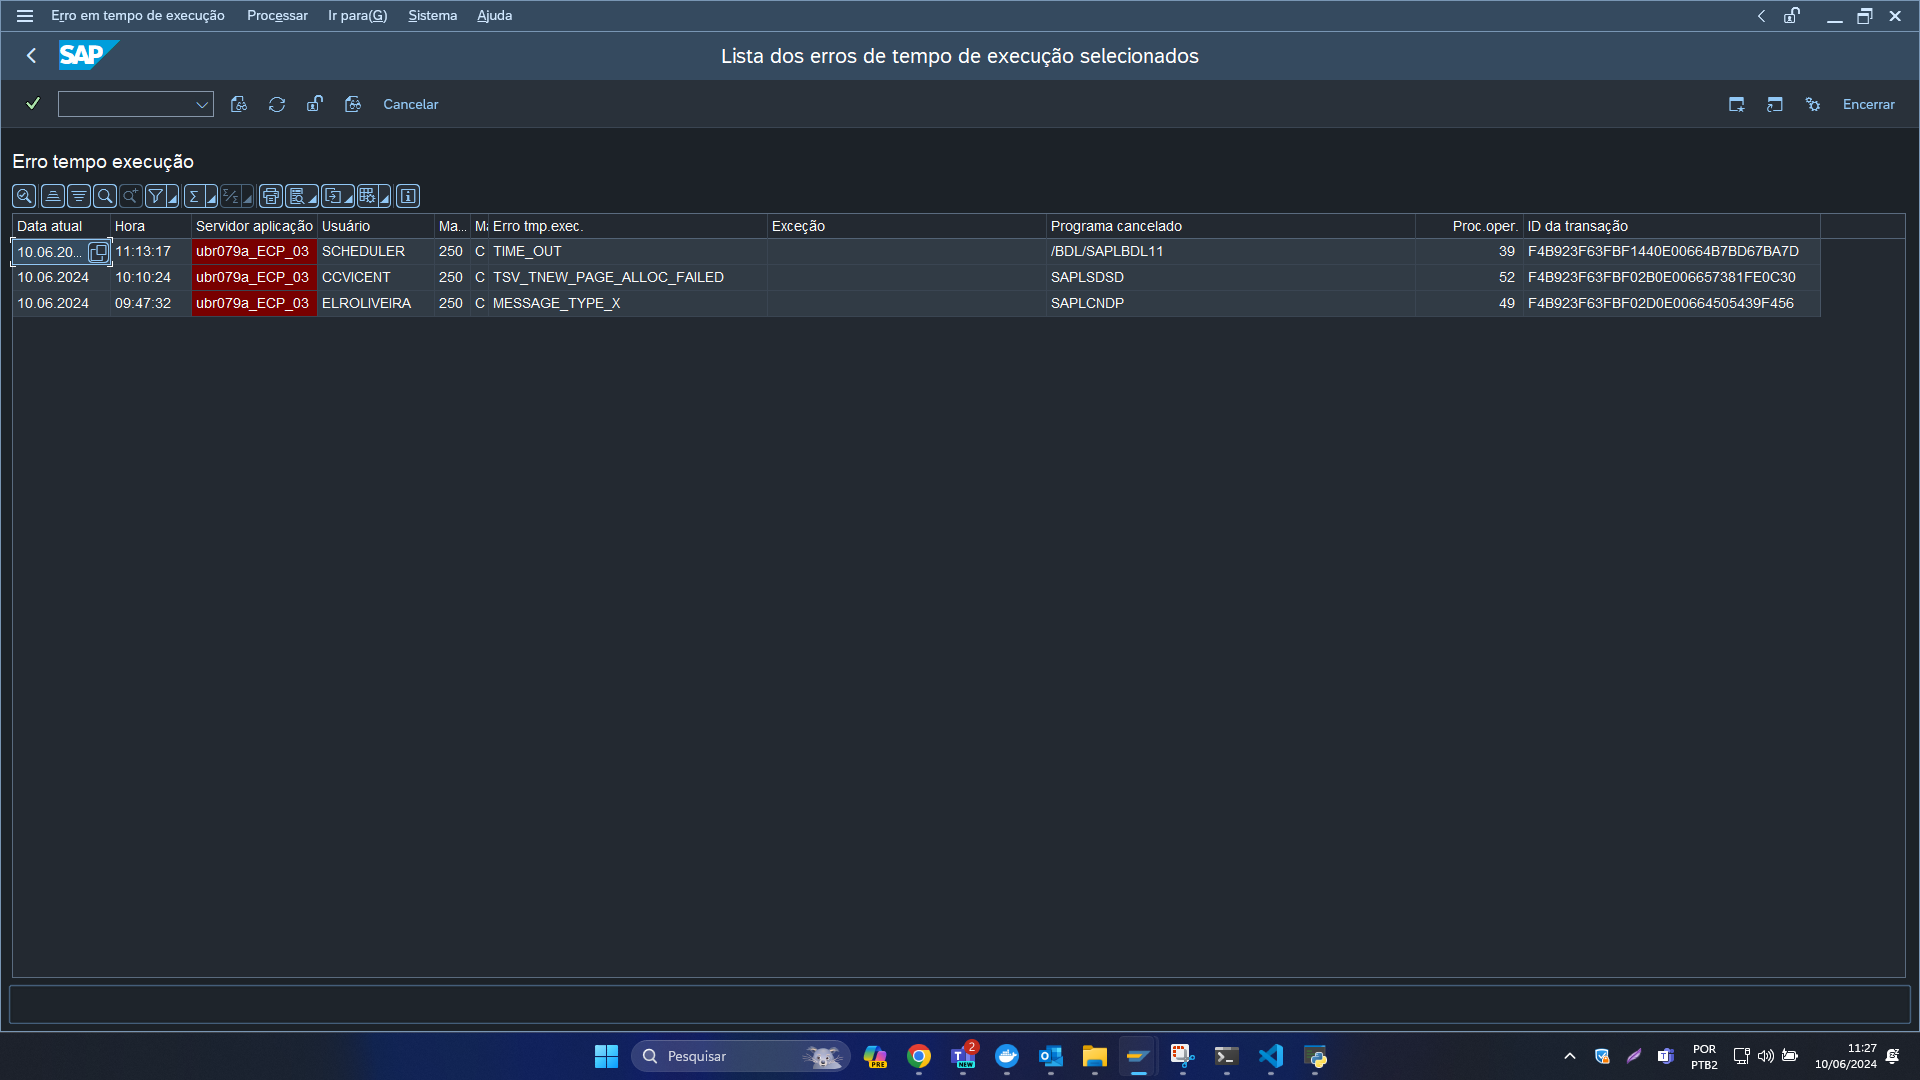 Erro em tempo de execução Processar Ir para(G) Sistema Ajuda
SAP Lista dos erros de tempo de execução selecionados
Cancelar Encerrar
Erro tempo execução
Data atual Hora Servidor aplicação Usuário Ma... Ma Erro tmp.exec. Exceção Programa cancelado Proc.oper. ID da transação
10.06.20... 11:13:17 ubr079a_ECP_03 SCHEDULER 250 C TIME_OUT /BDL/SAPLBDL11 39 F4B923F63FBF1440E00664B7BD67BA7D
10.06.2024 10:10:24 ubr079a_ECP_03 CCVICENT 250 C TSV_TNEW_PAGE_ALLOC_FAILED SAPLSDSD 52 F4B923F63FBF02B0E006657381FE0C30
10.06.2024 09:47:32 ubr079a_ECP_03 ELROLIVEIRA 250 C MESSAGE_TYPE_X SAPLCNDP 49 F4B923F63FBF02D0E00664505439F456
Pesquisar PRE 2 NEW POR 11:27
PTB2 10/06/2024